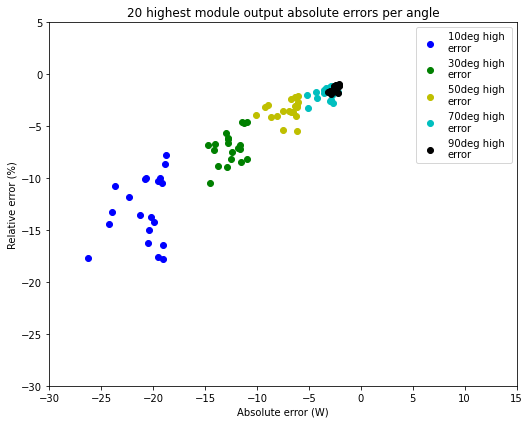 20 highest module output absolute errors per angle
5
0
−5
−10
−15
−20
−25
−30
Relative error (%)
−30
−25
−20
−15
−10
−5
0
5
10
15
Absolute error (W)
10deg high
error
30deg high
error
50deg high
error
70deg high
error
90deg high
error